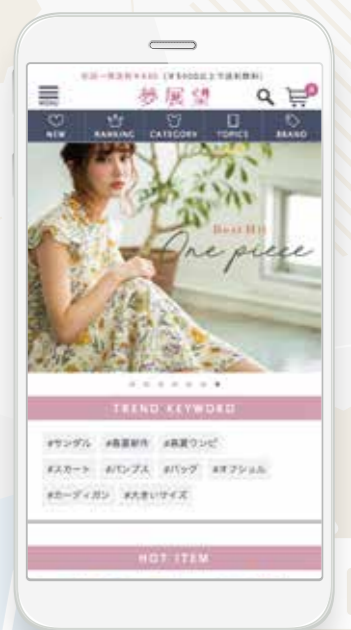 全国一律送料¥490 (¥5900以上で送料無料)
夢展望
MENU
NEW RANKING CATEGORY TOPICS BRAND
Best Hit
One piece
TREND KEYWORD
#サンダル #春夏新作 #春夏ワンピ
#スカート #パンプス #バッグ #オフショル
#カーディガン #大きいサイズ
HOT ITEM